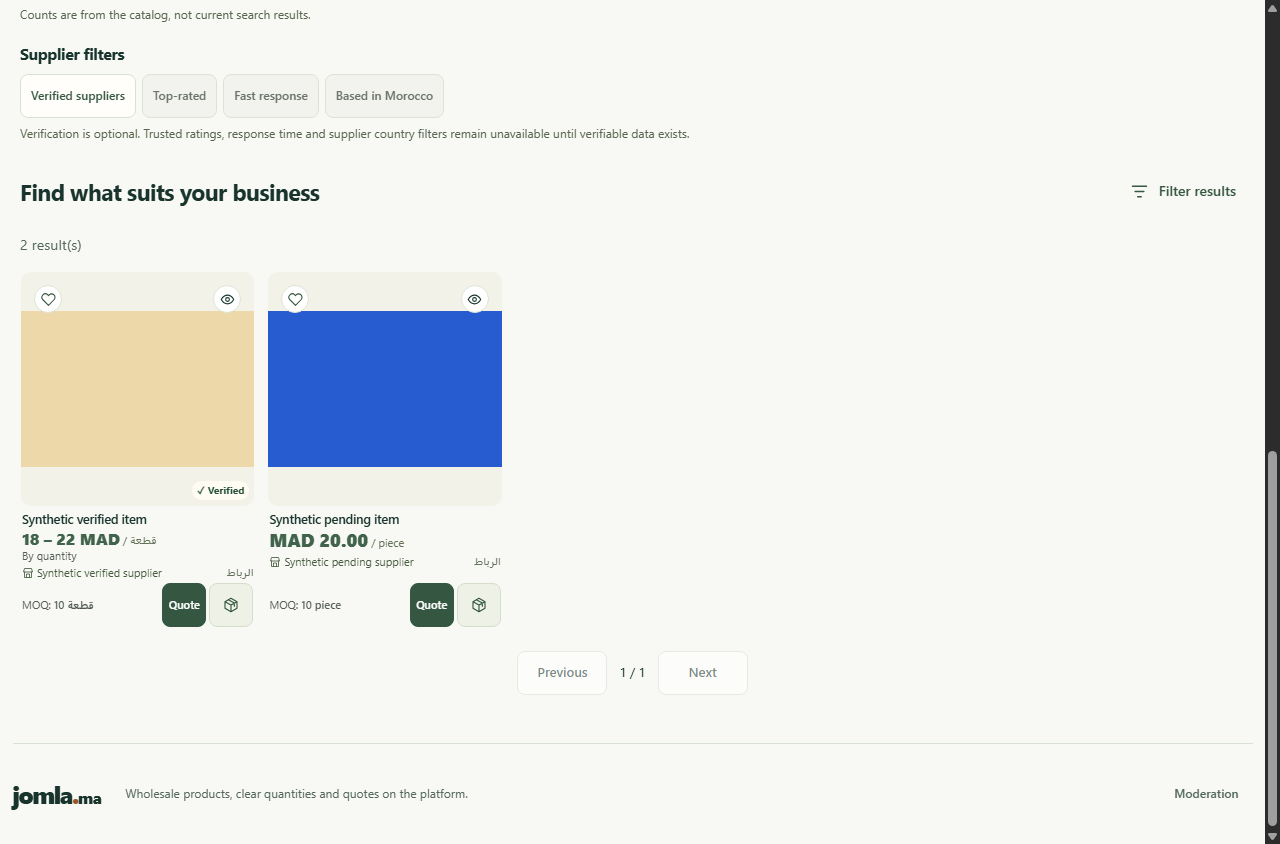 Counts are from the catalog, not current search results.
Supplier filters
Verified suppliers
Top-rated
Fast response
Based in Morocco
Verification is optional. Trusted ratings, response time and supplier country filters remain unavailable until verifiable data exists.
Find what suits your business
Filter results
2 result(s)
✓ Verified
Synthetic verified item
18 – 22 MAD / قطعة
By quantity
Synthetic verified supplier
الرباط
MOQ: 10 قطعة
Quote
Synthetic pending item
MAD 20.00 / piece
Synthetic pending supplier
الرباط
MOQ: 10 piece
Quote
Previous
1 / 1
Next
jomla.ma
Wholesale products, clear quantities and quotes on the platform.
Moderation